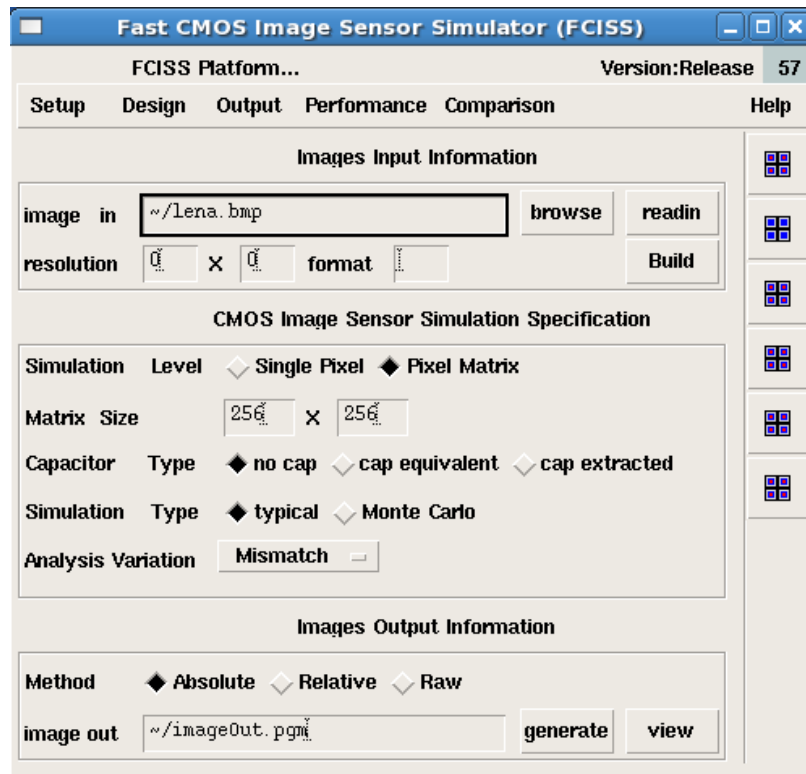 Fast CMOS Image Sensor Simulator (FCISS)
FCISS Platform... Version:Release 57
Setup Design Output Performance Comparison Help
Images Input Information
image in ~/lena.bmp browse readin
resolution 0 X 0 format Build
CMOS Image Sensor Simulation Specification
Simulation Level Single Pixel Pixel Matrix
Matrix Size 256 X 256
Capacitor Type no cap cap equivalent cap extracted
Simulation Type typical Monte Carlo
Analysis Variation Mismatch
Images Output Information
Method Absolute Relative Raw
image out ~/imageOut.pgm generate view